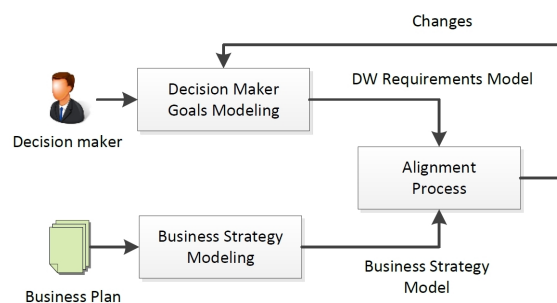 Changes
Decision Maker
Goals Modeling
DW Requirements Model
Decision maker
Alignment
Process
Business Strategy
Modeling
Business Strategy
Model
Business Plan